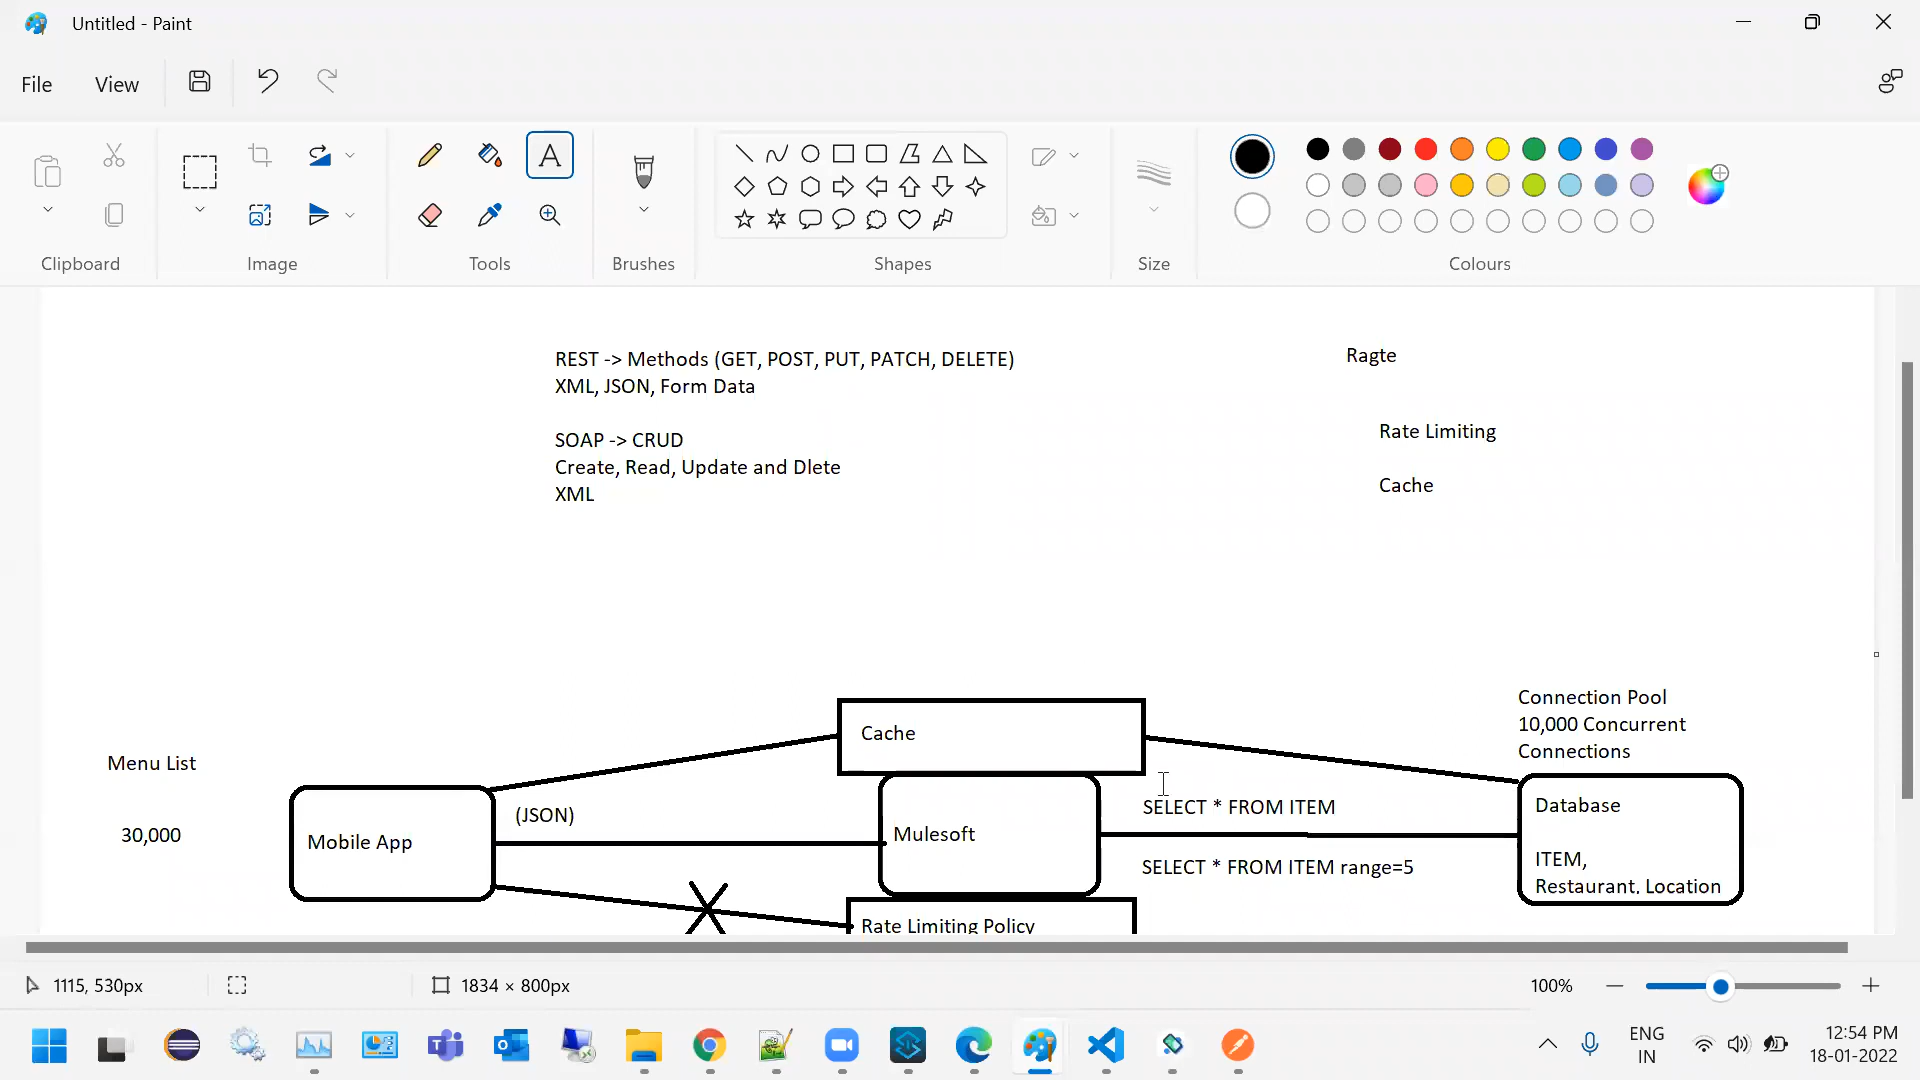 Untitled - Paint
File
View
Clipboard
Image
Tools
Brushes
Shapes
Size
Colours
REST -> Methods (GET, POST, PUT, PATCH, DELETE)
XML, JSON, Form Data
SOAP -> CRUD
Create, Read, Update and Dlete
XML
Ragte
Rate Limiting
Cache
Connection Pool
10,000 Concurrent
Connections
Menu List
30,000
Mobile App
(JSON)
Cache
Mulesoft
Rate Limiting Policy
SELECT * FROM ITEM
SELECT * FROM ITEM range=5
Database
ITEM,
Restaurant. Location
1115, 530px
1834 × 800px
100%
ENG
IN
12:54 PM
18-01-2022